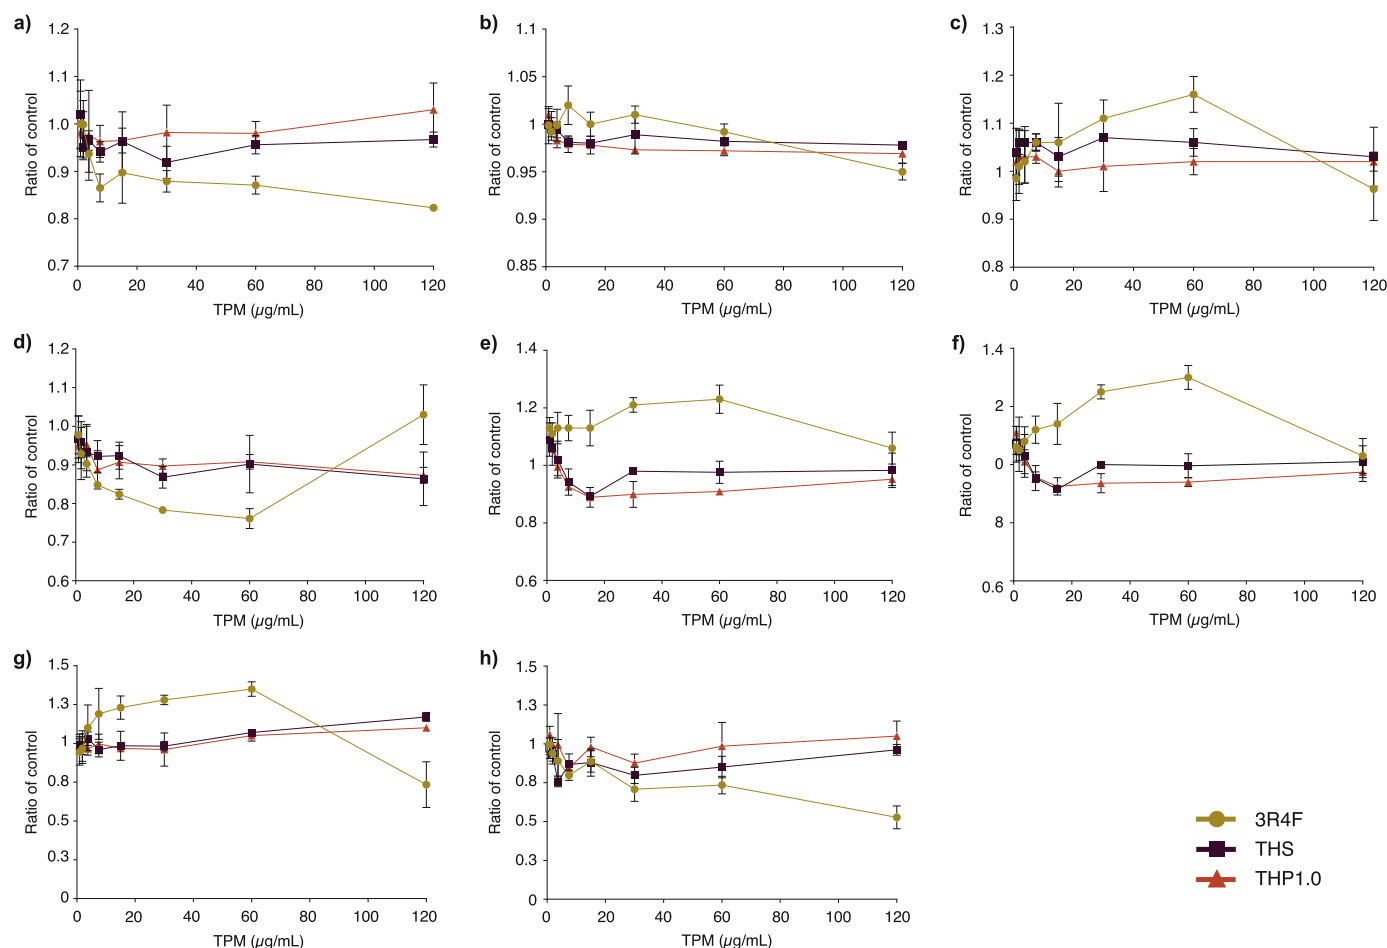 a)
1.2
1.1
1.0
0.9
0.8
0.7
Ratio of control
0 20 40 60 80 100 120
TPM (µg/mL)
b)
1.1
1.05
1
0.95
0.9
0.85
Ratio of control
0 20 40 60 80 100 120
TPM (µg/mL)
c)
1.3
1.2
1.1
1
0.9
0.8
Ratio of control
0 20 40 60 80 100 120
TPM (µg/mL)
d)
1.2
1.1
1.0
0.9
0.8
0.7
0.6
Ratio of control
0 20 40 60 80 100 120
TPM (µg/mL)
e)
1.4
1.2
1.0
0.8
0.6
Ratio of control
0 20 40 60 80 100 120
TPM (µg/mL)
f)
1.4
2
0
8
0.6
Ratio of control
0 20 40 60 80 100 120
TPM (µg/mL)
g)
1.5
1.3
1
0.8
0.5
0.3
0
Ratio of control
0 20 40 60 80 100 120
TPM (µg/mL)
h)
1.5
1.3
1
0.8
0.5
0.3
0
Ratio of control
0 20 40 60 80 100 120
TPM (µg/mL)
3R4F
THS
THP1.0